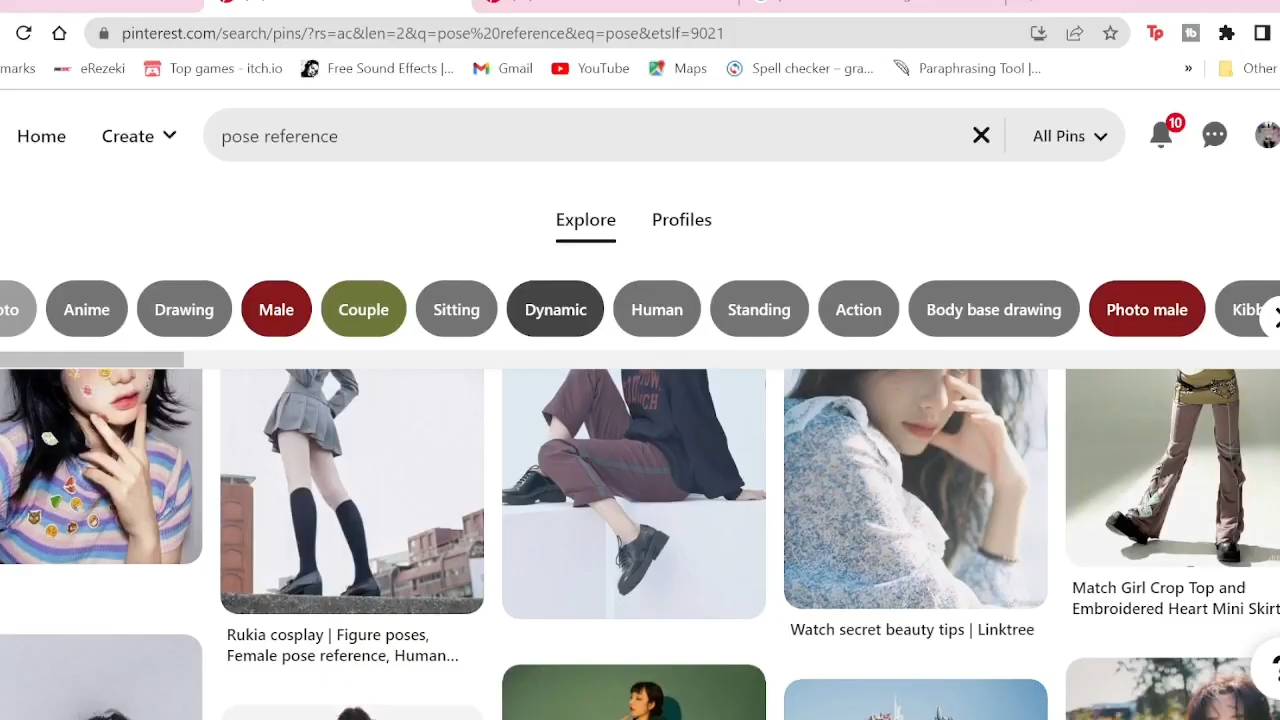 pinterest.com/search/pins/?rs=ac&len=2&q=pose%20reference&eq=pose&etslf=9021
marks eRezeki Top games - itch.io Free Sound Effects |... Gmail YouTube Maps Spell checker – gra... Paraphrasing Tool |... » Other
Home Create pose reference All Pins 10
Explore Profiles
oto Anime Drawing Male Couple Sitting Dynamic Human Standing Action Body base drawing Photo male Kibb
Match Girl Crop Top and
Embroidered Heart Mini Skirt
Rukia cosplay | Figure poses,
Female pose reference, Human...
Watch secret beauty tips | Linktree